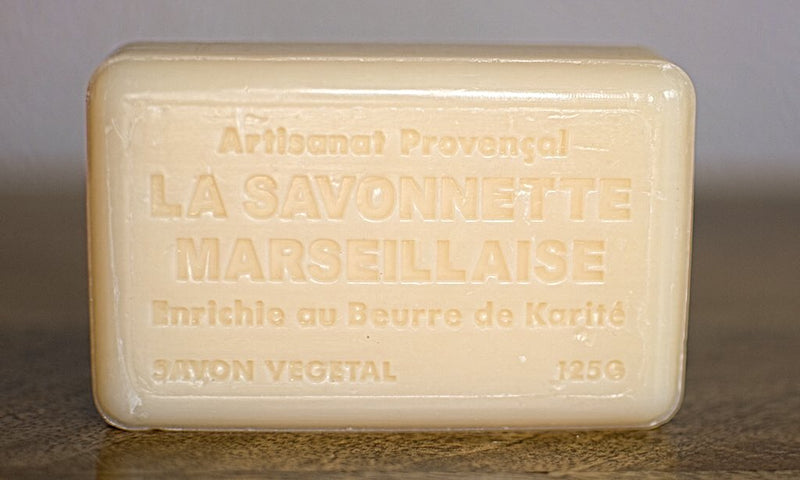 Artisanat Provençal
LA SAVONNETTE
MARSEILLAISE
Enrichie au Beurre de Karité
SAVON VEGETAL 125G